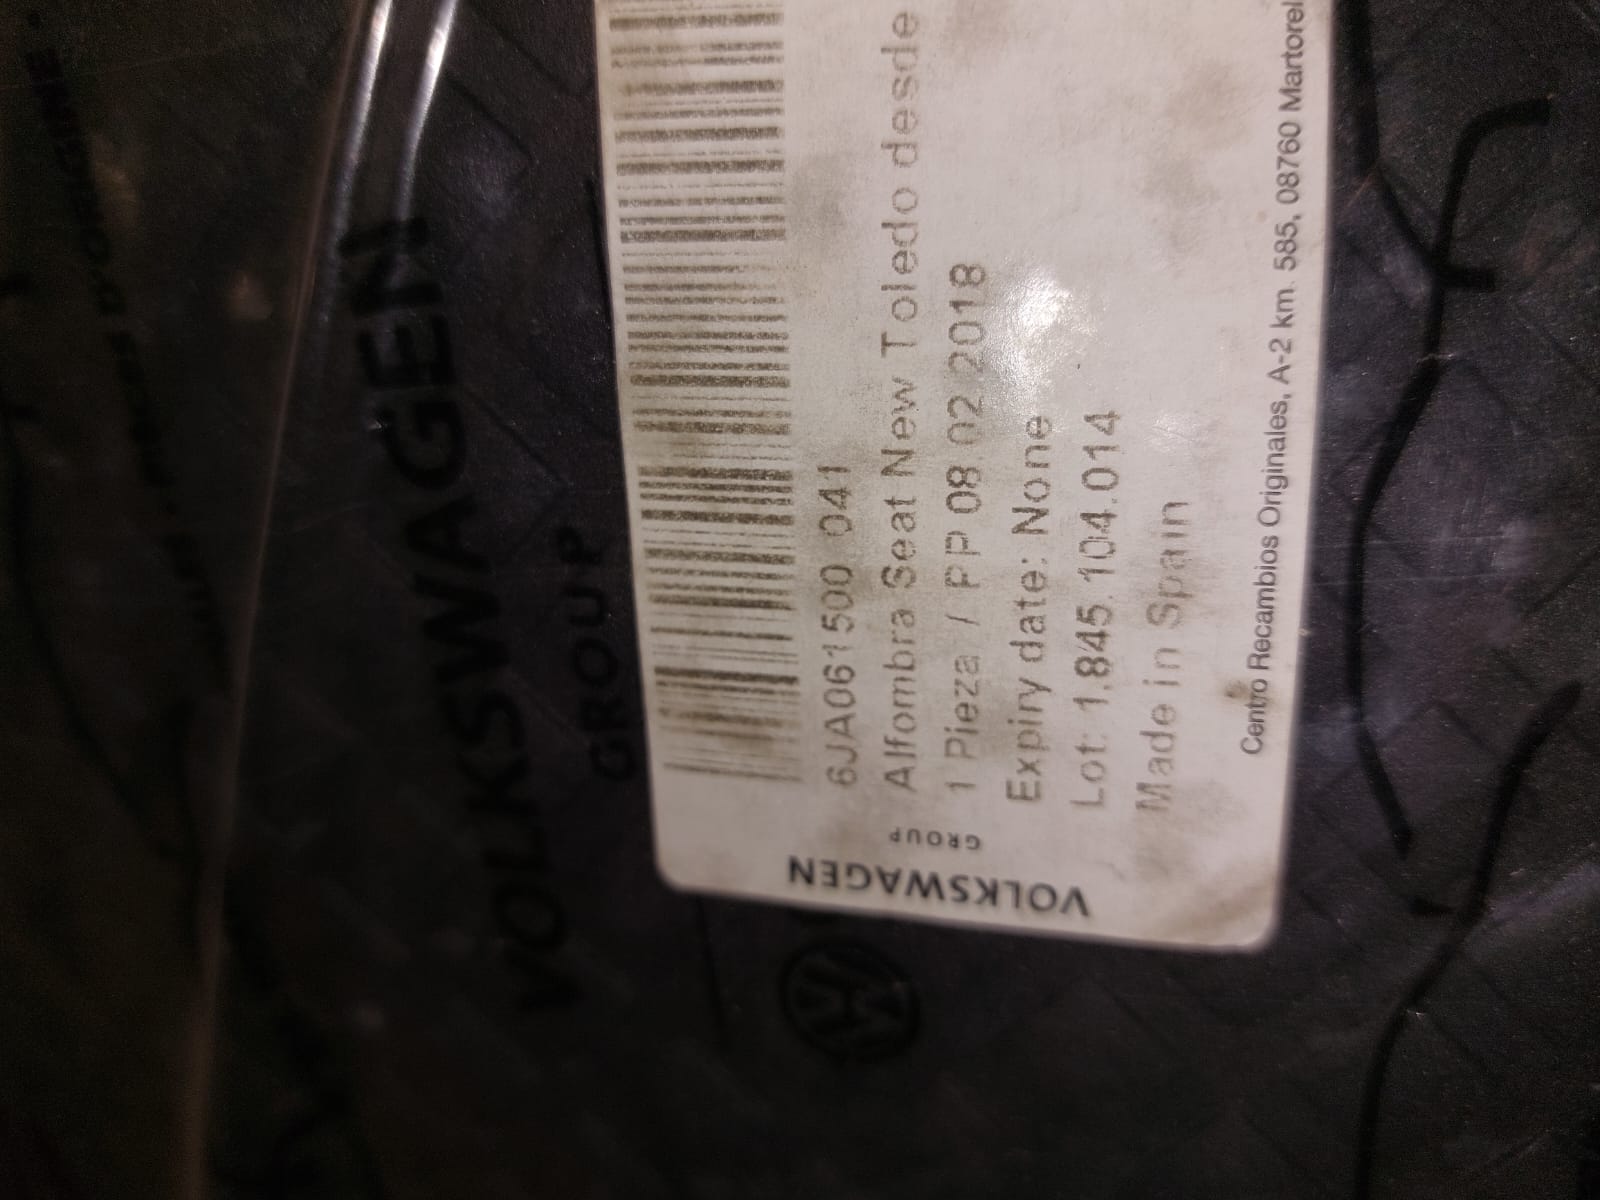 VOLKSWAGEN
GROUP
6JA061500 041
Alfombra Seat New Toledo desde
1 Pieza / PP 08.02.2018
Expiry date: None
Lot: 1.845.104.014
Made in Spain
Centro Recambios Originales, A-2 km. 585, 08760 Martorel
VOLKSWAGEN
GROUP